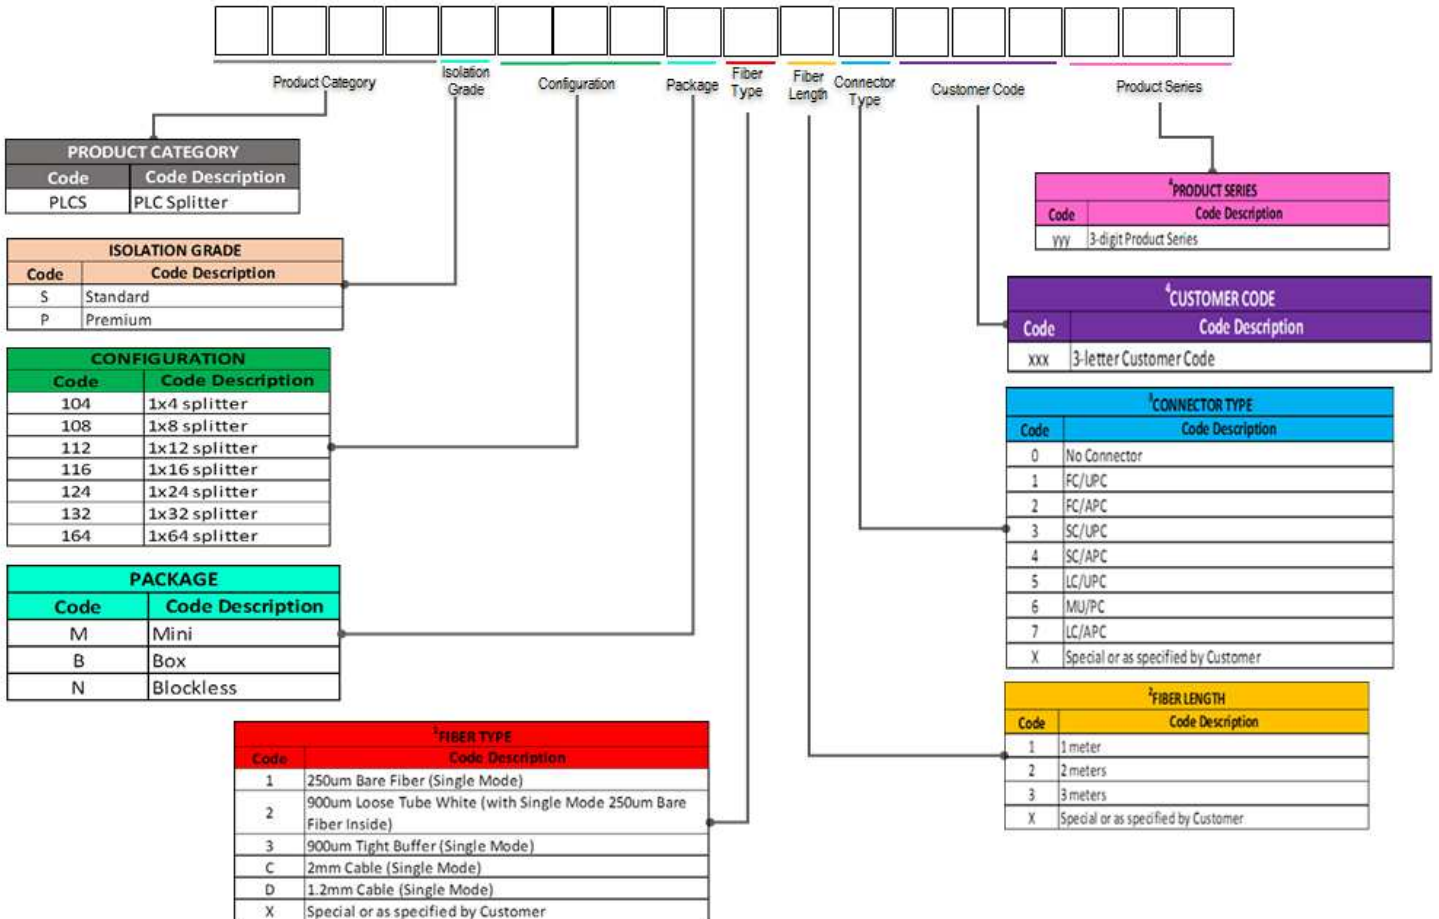 Product Category
Isolation
Grade
Configuration
Package
Fiber
Type
Fiber
Length
Connector
Type
Customer Code
Product Series
PRODUCT CATEGORY
Code Code Description
PLCS PLC Splitter
ISOLATION GRADE
Code Code Description
S Standard
P Premium
CONFIGURATION
Code Code Description
104 1x4 splitter
108 1x8 splitter
112 1x12 splitter
116 1x16 splitter
124 1x24 splitter
132 1x32 splitter
164 1x64 splitter
PACKAGE
Code Code Description
M Mini
B Box
N Blockless
¹FIBER TYPE
Code Code Description
1 250um Bare Fiber (Single Mode)
2 900um Loose Tube White (with Single Mode 250um Bare
Fiber Inside)
3 900um Tight Buffer (Single Mode)
C 2mm Cable (Single Mode)
D 1.2mm Cable (Single Mode)
X Special or as specified by Customer
⁴PRODUCT SERIES
Code Code Description
yyy 3-digit Product Series
⁴CUSTOMER CODE
Code Code Description
xxx 3-letter Customer Code
³CONNECTOR TYPE
Code Code Description
0 No Connector
1 FC/UPC
2 FC/APC
3 SC/UPC
4 SC/APC
5 LC/UPC
6 MU/PC
7 LC/APC
X Special or as specified by Customer
²FIBER LENGTH
Code Code Description
1 1 meter
2 2 meters
3 3 meters
X Special or as specified by Customer